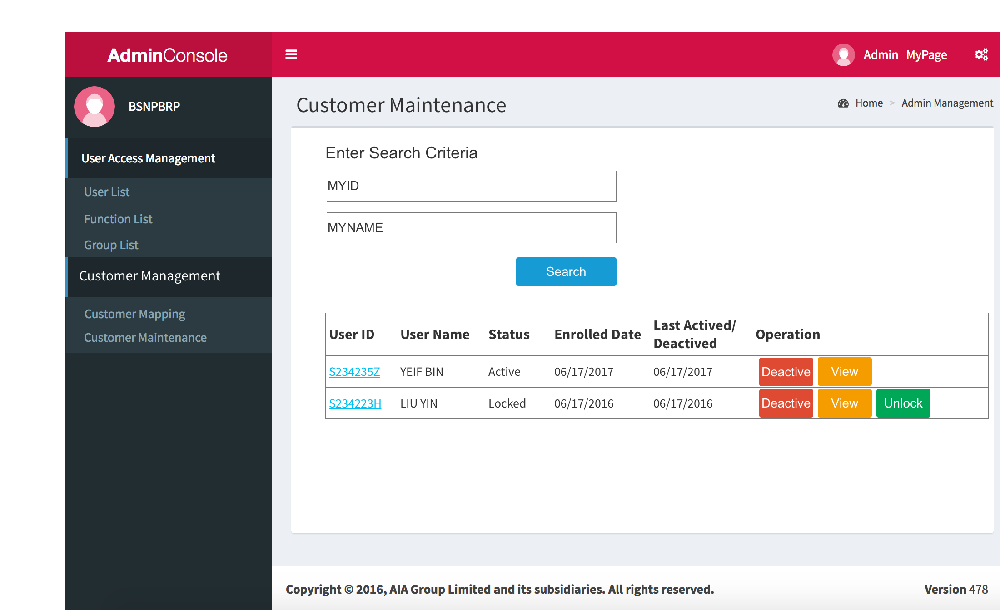 AdminConsole
Admin MyPage
BSNPBRP
User Access Management
User List
Function List
Group List
Customer Management
Customer Mapping
Customer Maintenance
Customer Maintenance
Home > Admin Management
Enter Search Criteria
MYID
MYNAME
Search
User ID User Name Status Enrolled Date Last Actived/ Deactived Operation
S234235Z YEIF BIN Active 06/17/2017 06/17/2017 Deactive View
S234223H LIU YIN Locked 06/17/2016 06/17/2016 Deactive View Unlock
Copyright © 2016, AIA Group Limited and its subsidiaries. All rights reserved.
Version 478